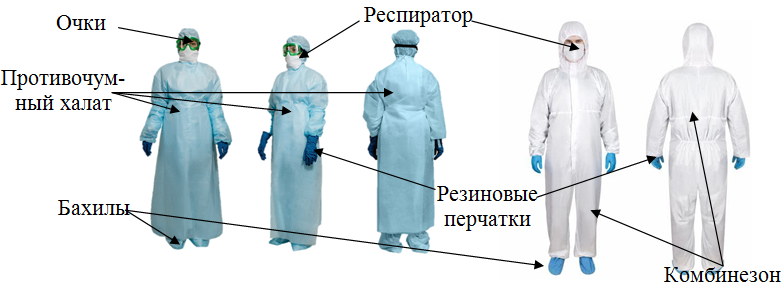 Очки
Респиратор
Противочум-
ный халат
Резиновые
перчатки
Бахилы
Комбинезон